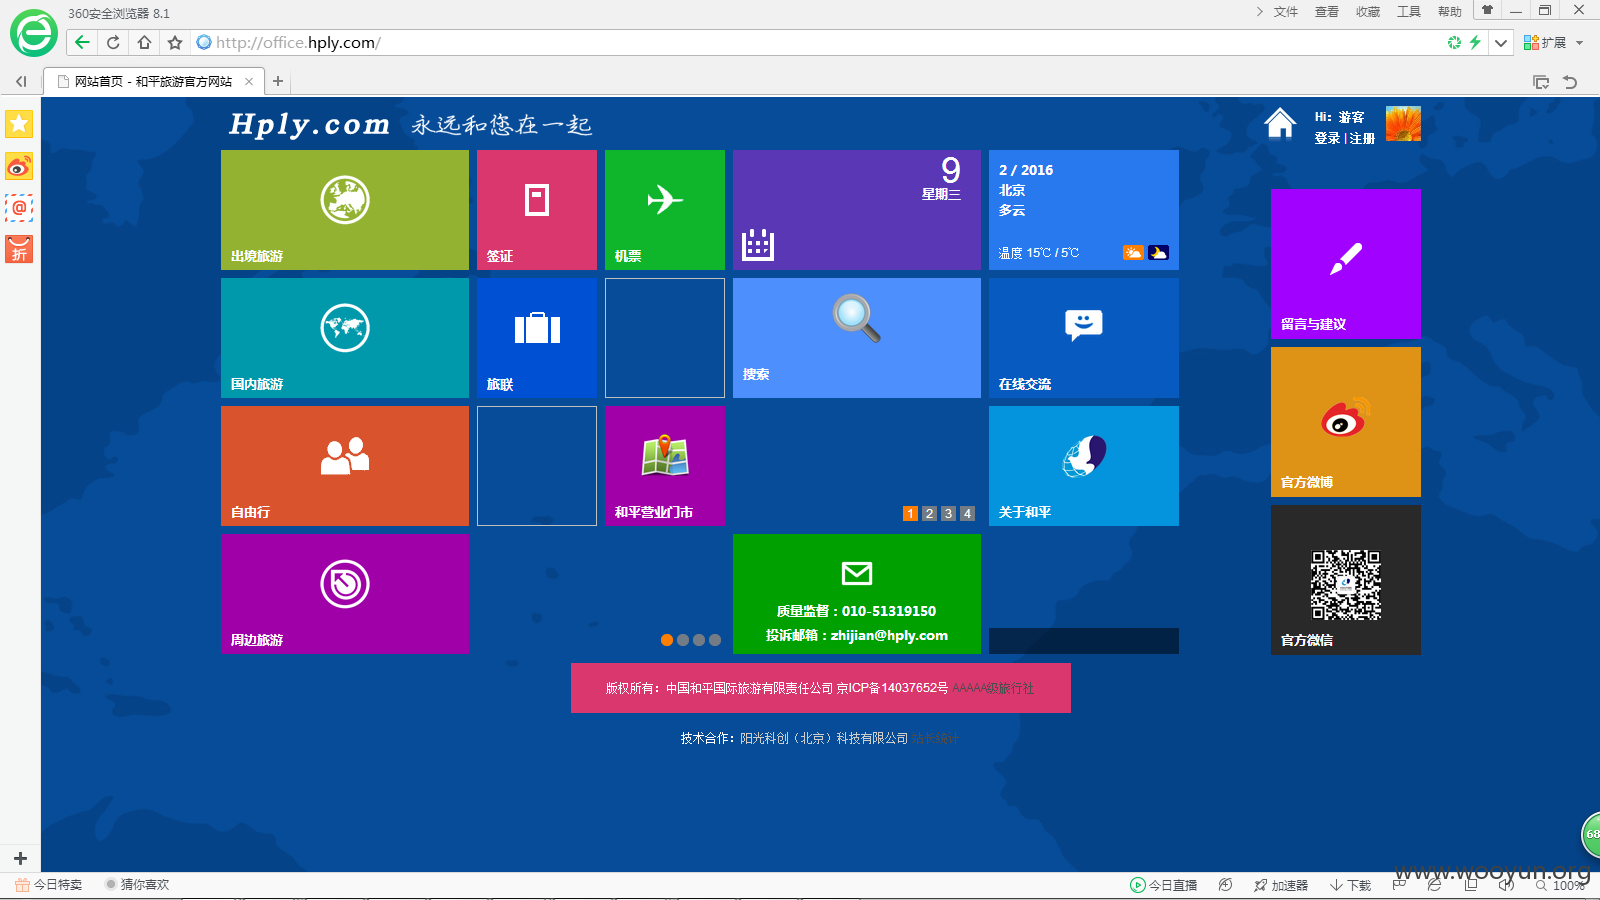 360安全浏览器 8.1
文件 查看 收藏 工具 帮助
http://office.hply.com/
扩展
网站首页 - 和平旅游官方网站
Hply.com 永远和您在一起
Hi：游客
登录 | 注册
折
出境旅游
签证
机票
9
星期三
2 / 2016
北京
多云
温度 15℃ / 5℃
留言与建议
国内旅游
旅联
搜索
在线交流
自由行
和平营业门市
1 2 3 4
关于和平
官方微博
周边旅游
质量监督：010-51319150
投诉邮箱：zhijian@hply.com
官方微信
版权所有：中国和平国际旅游有限责任公司 京ICP备14037652号 AAAAA级旅行社
技术合作：阳光科创（北京）科技有限公司 站长统计
68
www.wooyun.org
今日特卖 猜你喜欢
今日直播 加速器 下载 100%